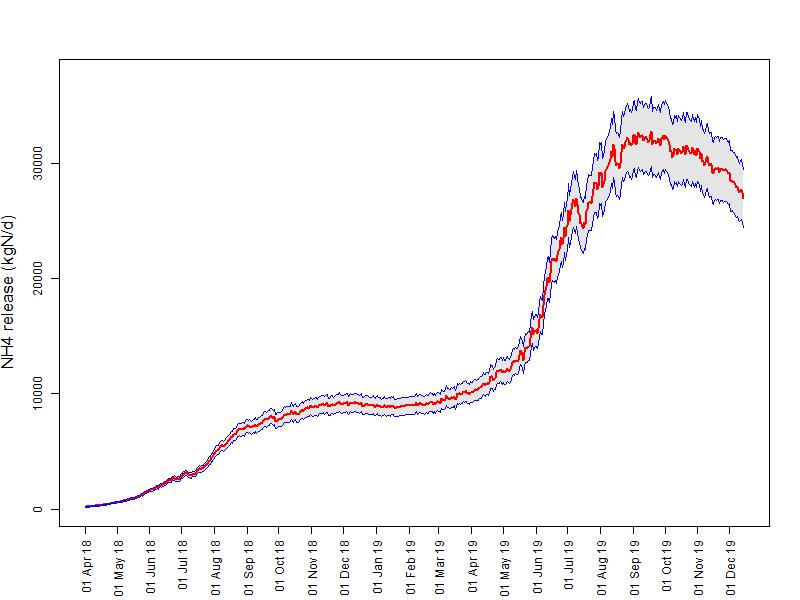 NH4 release (kgN/d)
30000
20000
10000
0
01 Apr 18
01 May 18
01 Jun 18
01 Jul 18
01 Aug 18
01 Sep 18
01 Oct 18
01 Nov 18
01 Dec 18
01 Jan 19
01 Feb 19
01 Mar 19
01 Apr 19
01 May 19
01 Jun 19
01 Jul 19
01 Aug 19
01 Sep 19
01 Oct 19
01 Nov 19
01 Dec 19